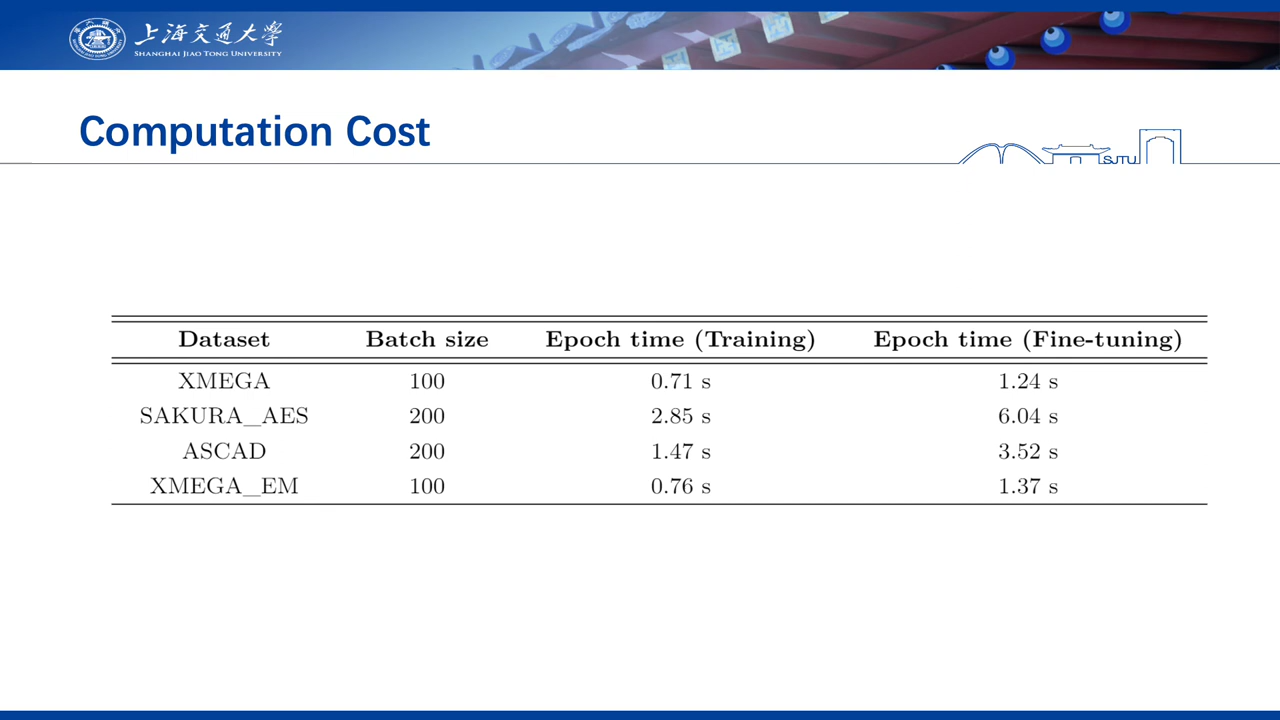 上海交通大学
SHANGHAI JIAO TONG UNIVERSITY
Computation Cost
SJTU
Dataset Batch size Epoch time (Training) Epoch time (Fine-tuning)
XMEGA 100 0.71 s 1.24 s
SAKURA_AES 200 2.85 s 6.04 s
ASCAD 200 1.47 s 3.52 s
XMEGA_EM 100 0.76 s 1.37 s